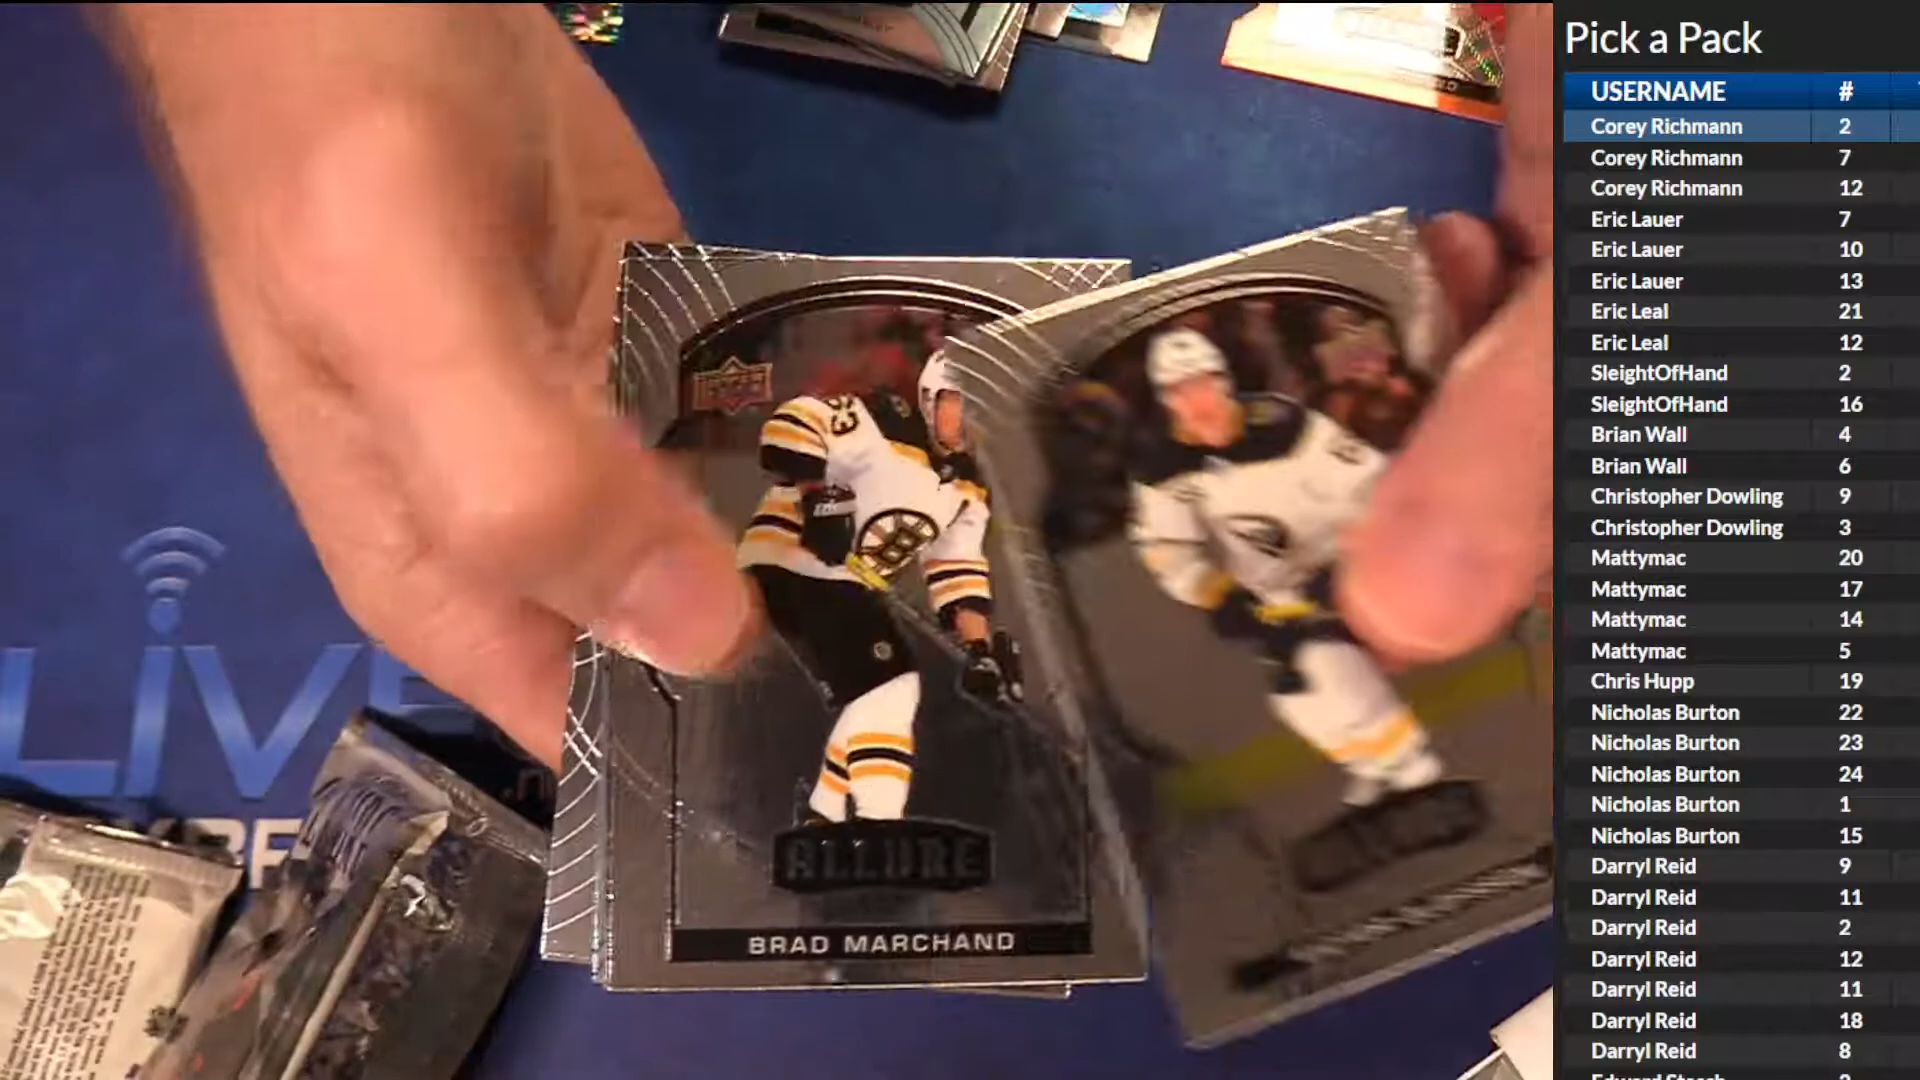 Pick a Pack
USERNAME #
Corey Richmann 2
Corey Richmann 7
Corey Richmann 12
Eric Lauer 7
Eric Lauer 10
Eric Lauer 13
Eric Leal 21
Eric Leal 12
SleightOfHand 2
SleightOfHand 16
Brian Wall 4
Brian Wall 6
Christopher Dowling 9
Christopher Dowling 3
Mattymac 20
Mattymac 17
Mattymac 14
Mattymac 5
Chris Hupp 19
Nicholas Burton 22
Nicholas Burton 23
Nicholas Burton 24
Nicholas Burton 1
Nicholas Burton 15
Darryl Reid 9
Darryl Reid 11
Darryl Reid 2
Darryl Reid 12
Darryl Reid 11
Darryl Reid 18
Darryl Reid 8
UPPER
63
B
ALLURE
BRAD MARCHAND
LIVE